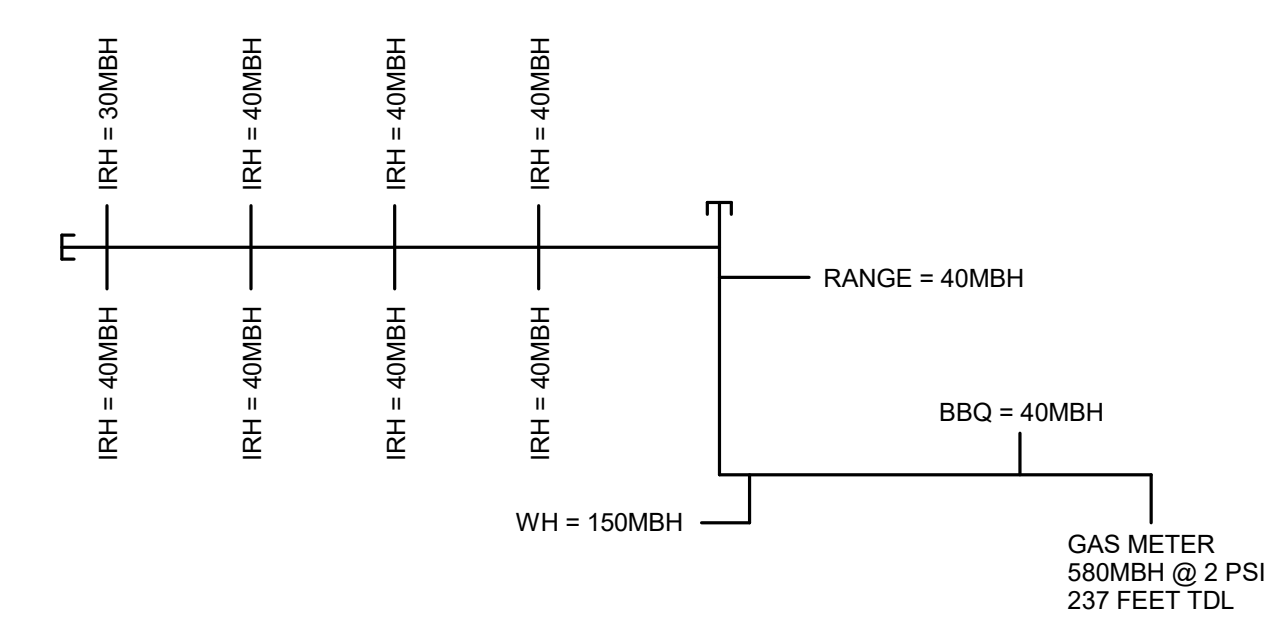 IRH = 30MBH
IRH = 40MBH
IRH = 40MBH
IRH = 40MBH
RANGE = 40MBH
IRH = 40MBH
IRH = 40MBH
IRH = 40MBH
IRH = 40MBH
BBQ = 40MBH
WH = 150MBH
GAS METER
580MBH @ 2 PSI
237 FEET TDL